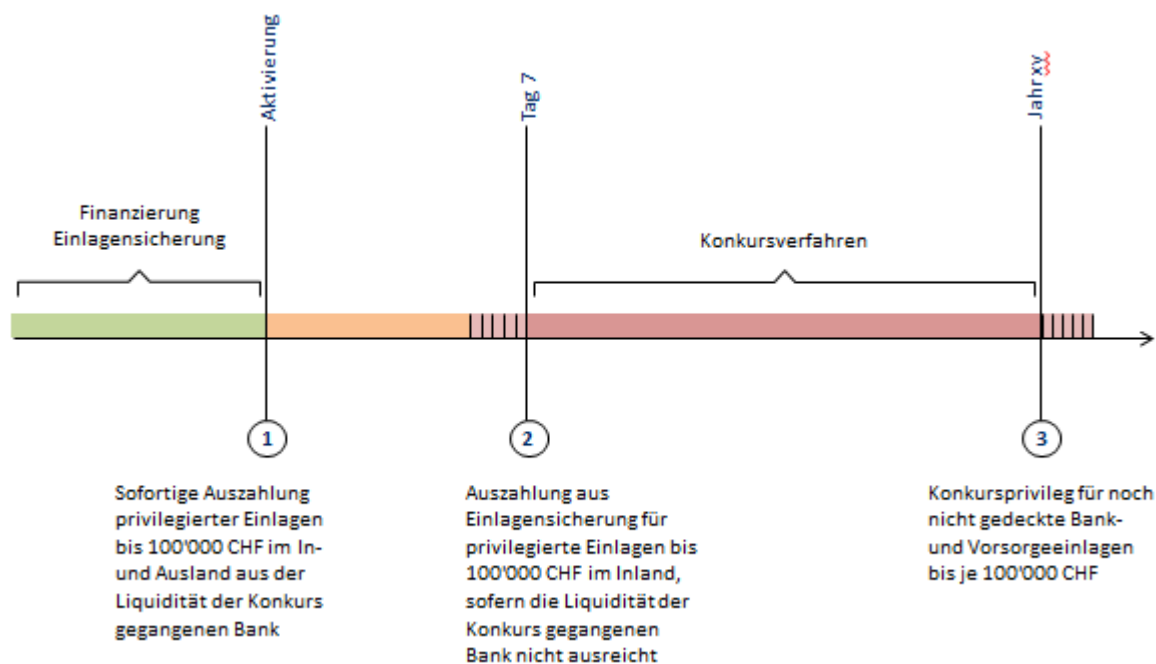 Aktivierung
Tag 7
Jahr xy
Finanzierung
Einlagensicherung
Konkursverfahren
1
2
3
Sofortige Auszahlung
privilegierter Einlagen
bis 100'000 CHF im In-
und Ausland aus der
Liquidität der Konkurs
gegangenen Bank
Auszahlung aus
Einlagensicherung für
privilegierte Einlagen bis
100'000 CHF im Inland,
sofern die Liquidität der
Konkurs gegangenen
Bank nicht ausreicht
Konkursprivileg für noch
nicht gedeckte Bank-
und Vorsorgeeinlagen
bis je 100'000 CHF